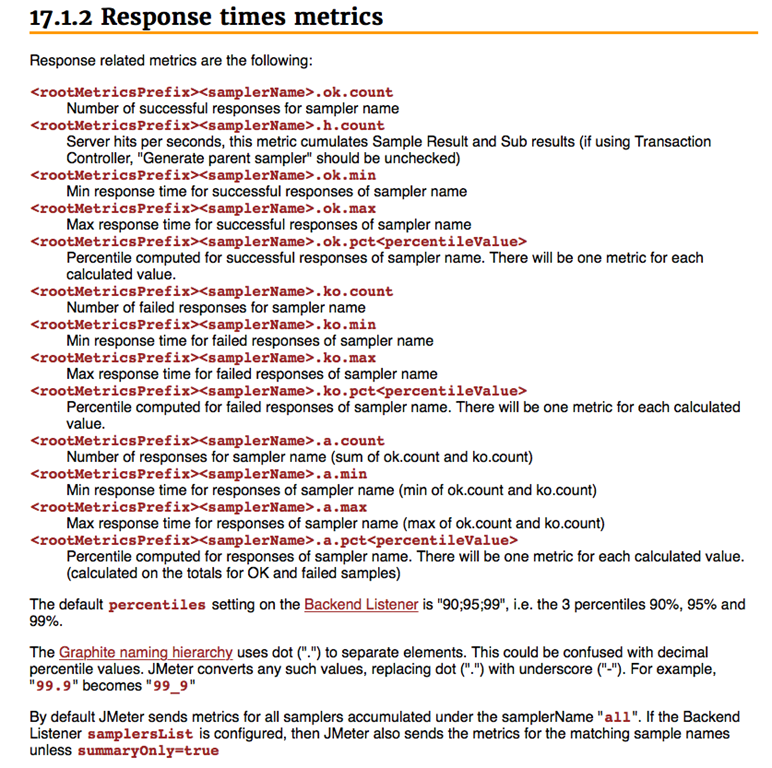 17.1.2 Response times metrics
Response related metrics are the following:
<rootMetricsPrefix><samplerName>.ok.count
Number of successful responses for sampler name
<rootMetricsPrefix><samplerName>.h.count
Server hits per seconds, this metric cumulates Sample Result and Sub results (if using Transaction
Controller, "Generate parent sampler" should be unchecked)
<rootMetricsPrefix><samplerName>.ok.min
Min response time for successful responses of sampler name
<rootMetricsPrefix><samplerName>.ok.max
Max response time for successful responses of sampler name
<rootMetricsPrefix><samplerName>.ok.pct<percentileValue>
Percentile computed for successful responses of sampler name. There will be one metric for each
calculated value.
<rootMetricsPrefix><samplerName>.ko.count
Number of failed responses for sampler name
<rootMetricsPrefix><samplerName>.ko.min
Min response time for failed responses of sampler name
<rootMetricsPrefix><samplerName>.ko.max
Max response time for failed responses of sampler name
<rootMetricsPrefix><samplerName>.ko.pct<percentileValue>
Percentile computed for failed responses of sampler name. There will be one metric for each calculated
value.
<rootMetricsPrefix><samplerName>.a.count
Number of responses for sampler name (sum of ok.count and ko.count)
<rootMetricsPrefix><samplerName>.a.min
Min response time for responses of sampler name (min of ok.count and ko.count)
<rootMetricsPrefix><samplerName>.a.max
Max response time for responses of sampler name (max of ok.count and ko.count)
<rootMetricsPrefix><samplerName>.a.pct<percentileValue>
Percentile computed for responses of sampler name. There will be one metric for each calculated value.
(calculated on the totals for OK and failed samples)
The default percentiles setting on the Backend Listener is "90;95;99", i.e. the 3 percentiles 90%, 95% and
99%.
The Graphite naming hierarchy uses dot (".") to separate elements. This could be confused with decimal
percentile values. JMeter converts any such values, replacing dot (".") with underscore ("-"). For example,
"99.9" becomes "99_9"
By default JMeter sends metrics for all samplers accumulated under the samplerName "all". If the Backend
Listener samplersList is configured, then JMeter also sends the metrics for the matching sample names
unless summaryOnly=true